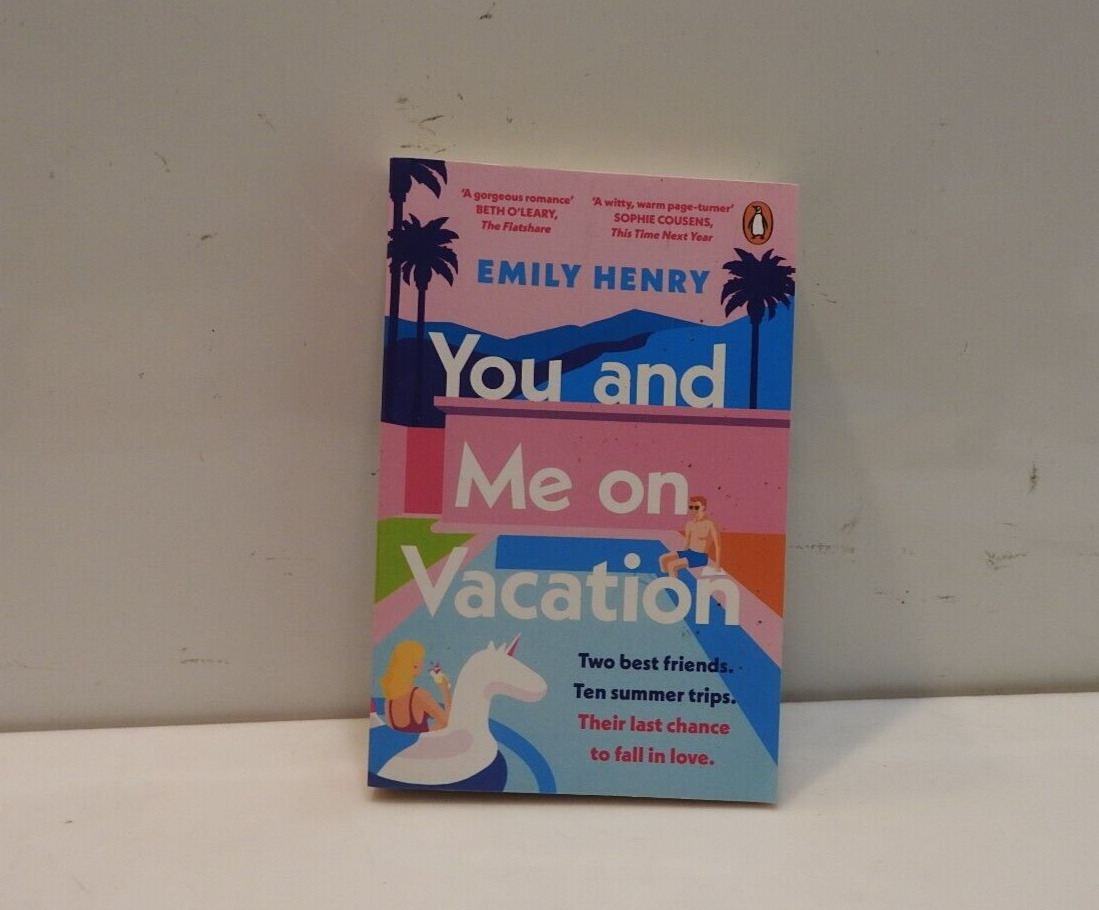 'A gorgeous romance'
BETH O'LEARY,
The Flatshare
'A witty, warm page-turner'
SOPHIE COUSENS,
This Time Next Year
EMILY HENRY
You and
Me on
Vacation
Two best friends.
Ten summer trips.
Their last chance
to fall in love.